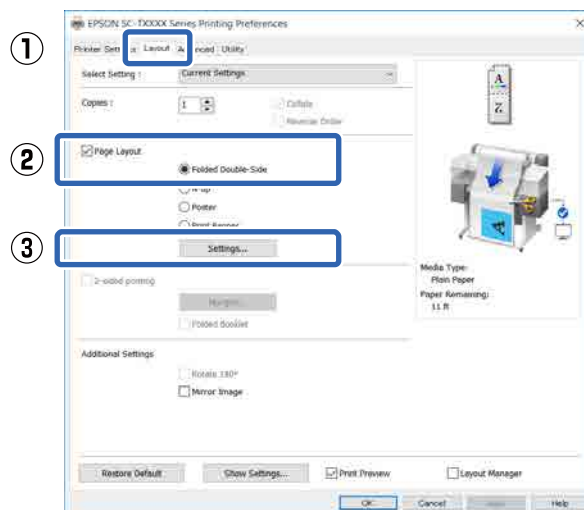 EPSON SC-TXXXX Series Printing Preferences
①
Layout
Utility
Select Setting :
Current Settings
Copies :
1
Collate
Reverse Order
②
Page Layout
Folded Double-Side
N-up
Poster
Print Banner
③
Settings...
Media Type:
Plain Paper
Paper Remaining:
11 ft
2-sided printing
Margins...
Folded Booklet
Additional Settings
Rotate 180°
Mirror Image
Restore Default
Show Settings...
Print Preview
Layout Manager
OK
Cancel
Apply
Help